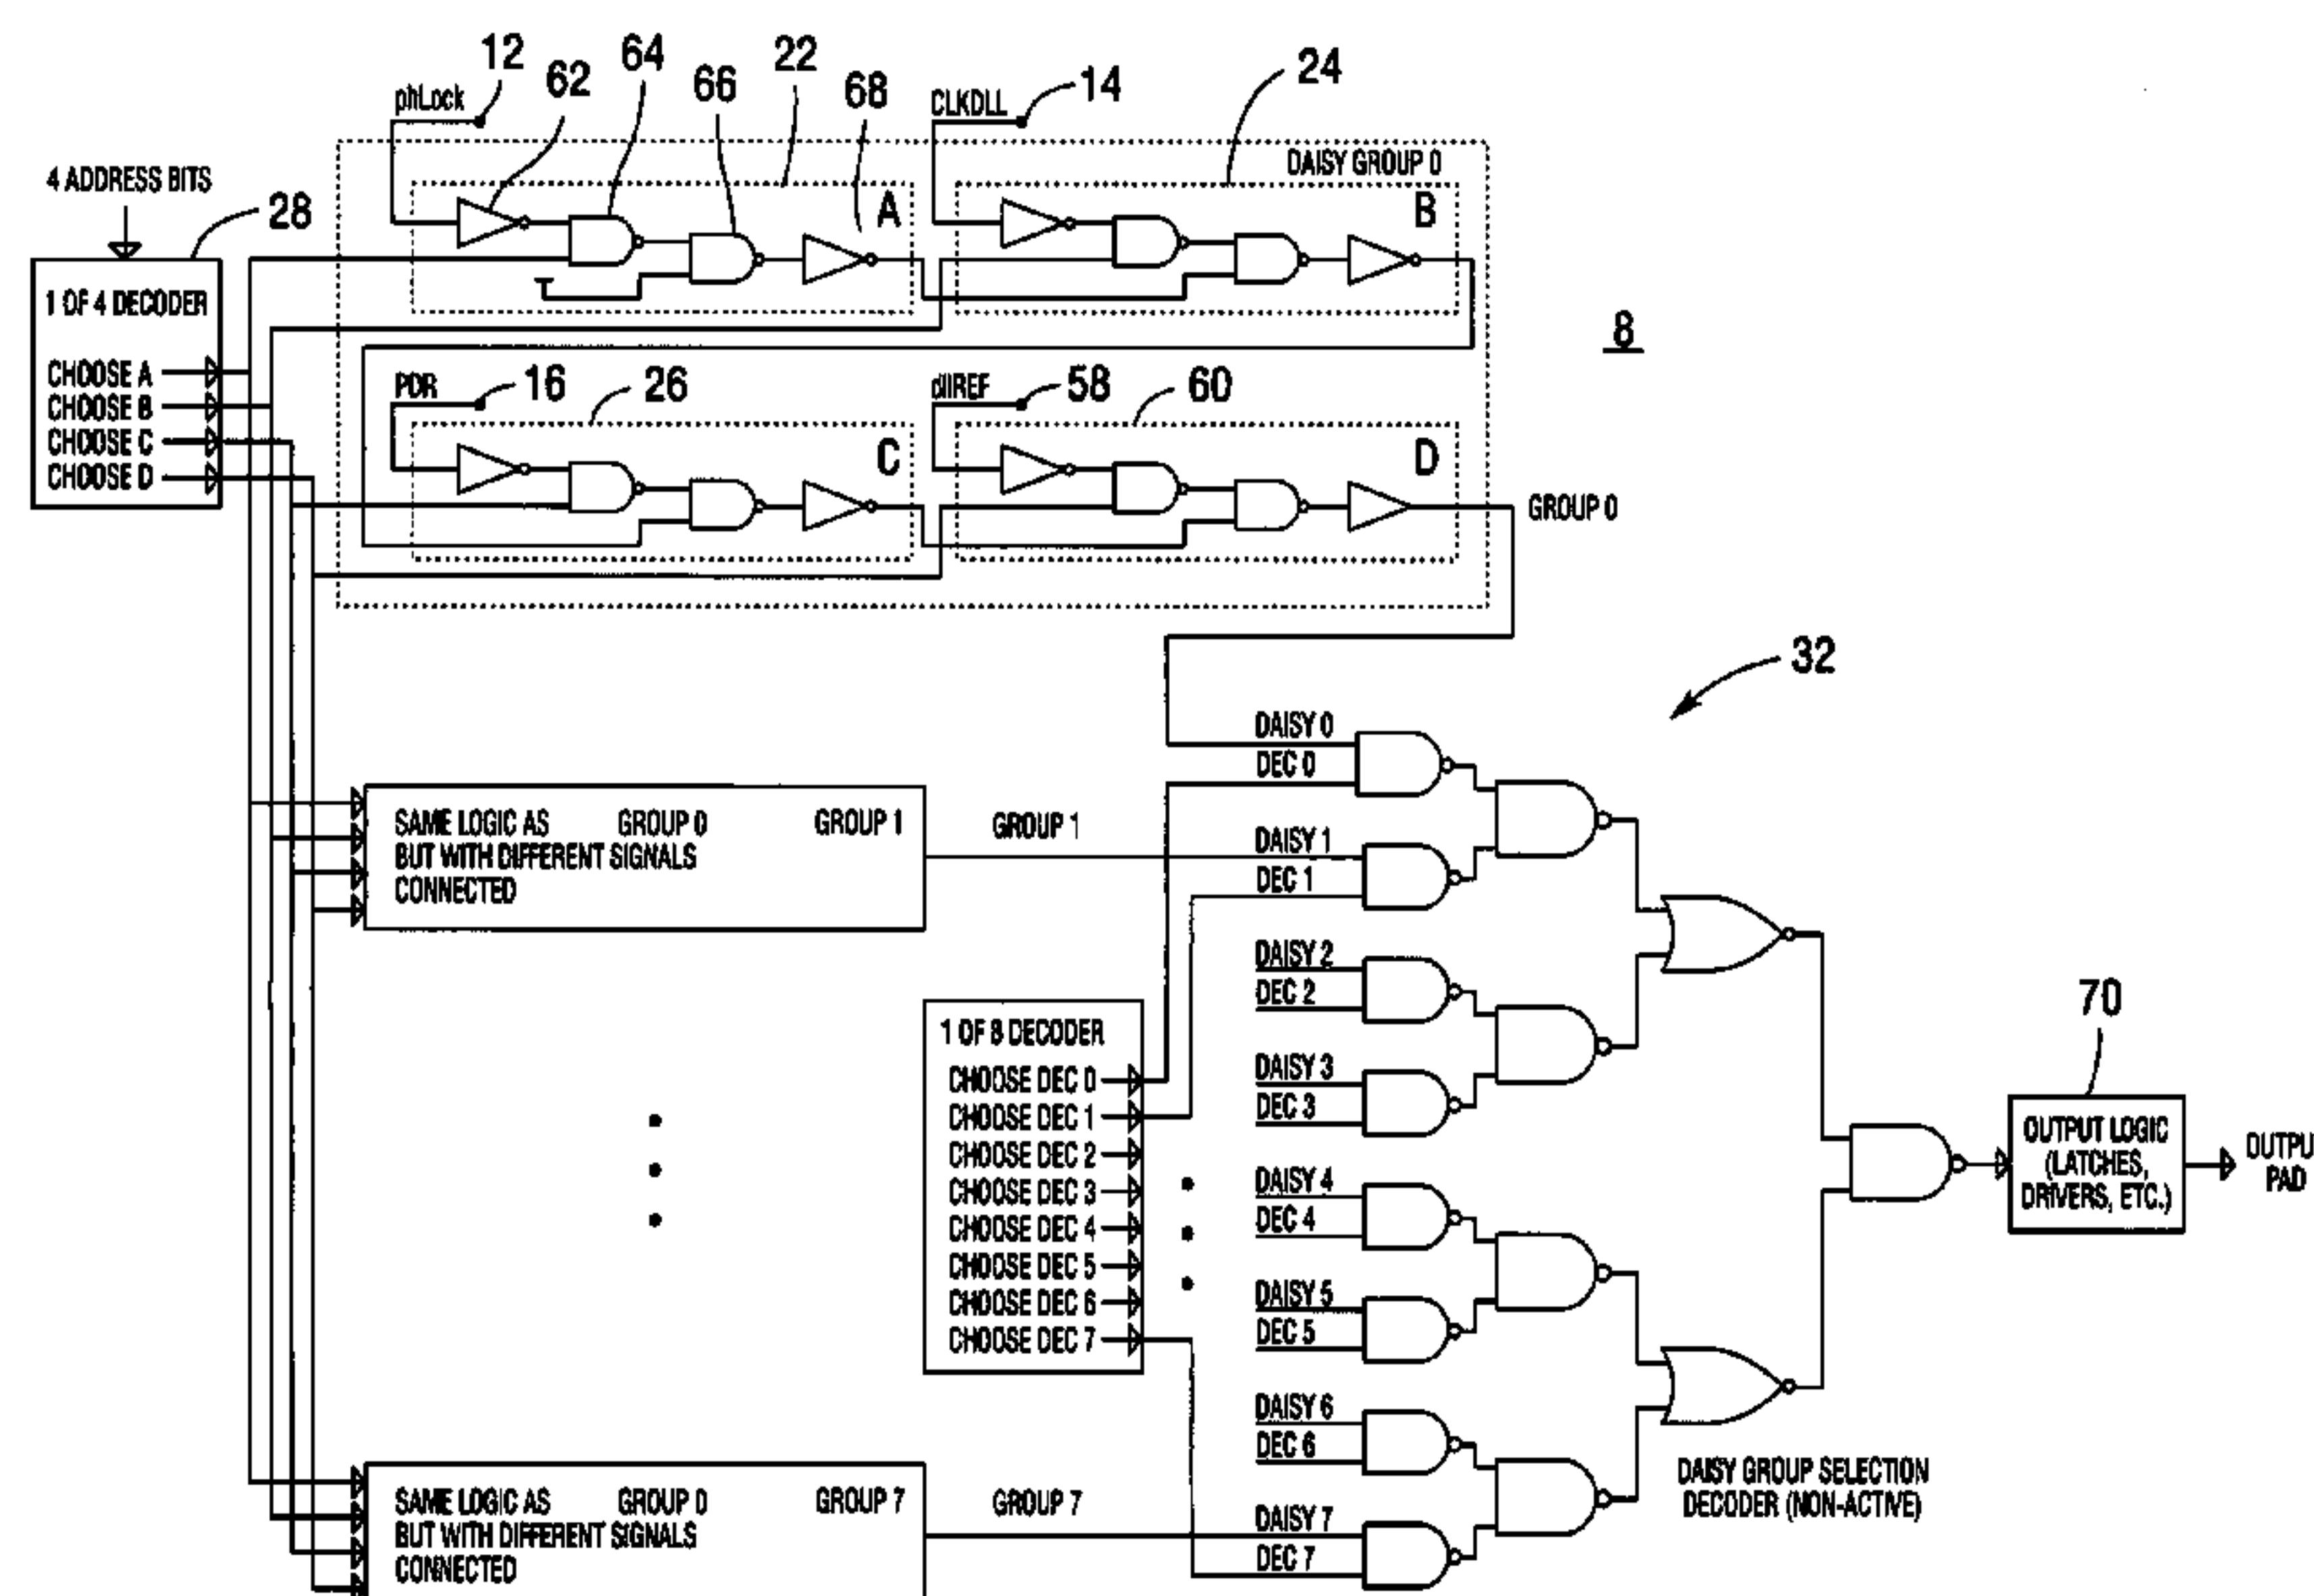 12
62
64
66
22
68
14
24
phLock
CLKDLL
DAISY GROUP 0
4 ADDRESS BITS
28
A
B
1 OF 4 DECODER
CHOOSE A
CHOOSE B
CHOOSE C
CHOOSE D
8
PDR
16
26
dllREF
58
60
C
D
GROUP 0
32
DAISY 0
DEC 0
SAME LOGIC AS GROUP 0 GROUP 1
BUT WITH DIFFERENT SIGNALS
CONNECTED
GROUP 1
DAISY 1
DEC 1
DAISY 2
DEC 2
1 OF 8 DECODER
CHOOSE DEC 0
CHOOSE DEC 1
CHOOSE DEC 2
CHOOSE DEC 3
CHOOSE DEC 4
CHOOSE DEC 5
CHOOSE DEC 6
CHOOSE DEC 7
DAISY 3
DEC 3
DAISY 4
DEC 4
DAISY 5
DEC 5
DAISY 6
DEC 6
70
OUTPUT LOGIC
(LATCHES,
DRIVERS, ETC.)
OUTPU
PAD
DAISY GROUP SELECTION
DECODER (NON-ACTIVE)
SAME LOGIC AS GROUP 0 GROUP 7
BUT WITH DIFFERENT SIGNALS
CONNECTED
GROUP 7
DAISY 7
DEC 7